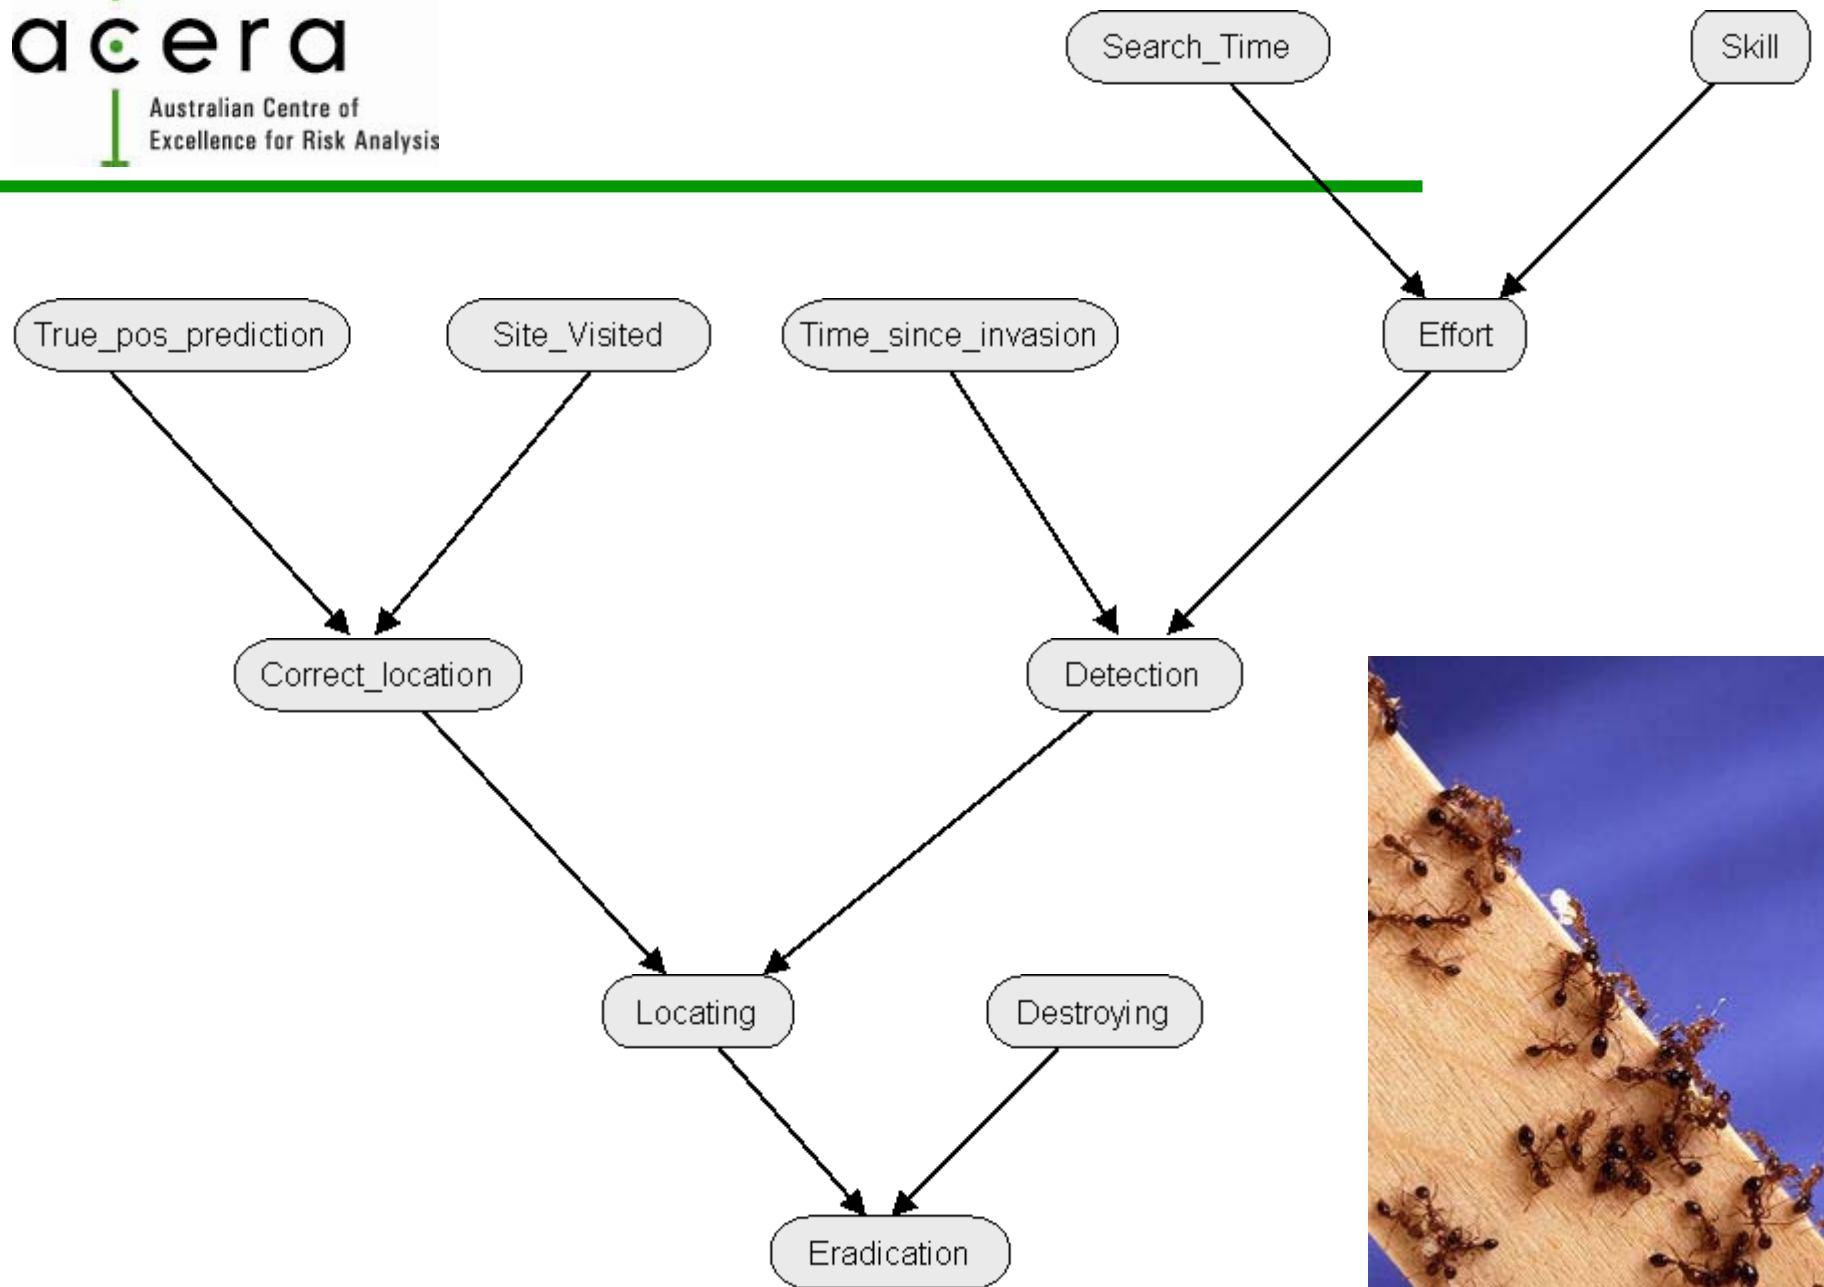 acera
Australian Centre of
Excellence for Risk Analysis
Search_Time
Skill
True_pos_prediction
Site_Visited
Time_since_invasion
Effort
Correct_location
Detection
Locating
Destroying
Eradication